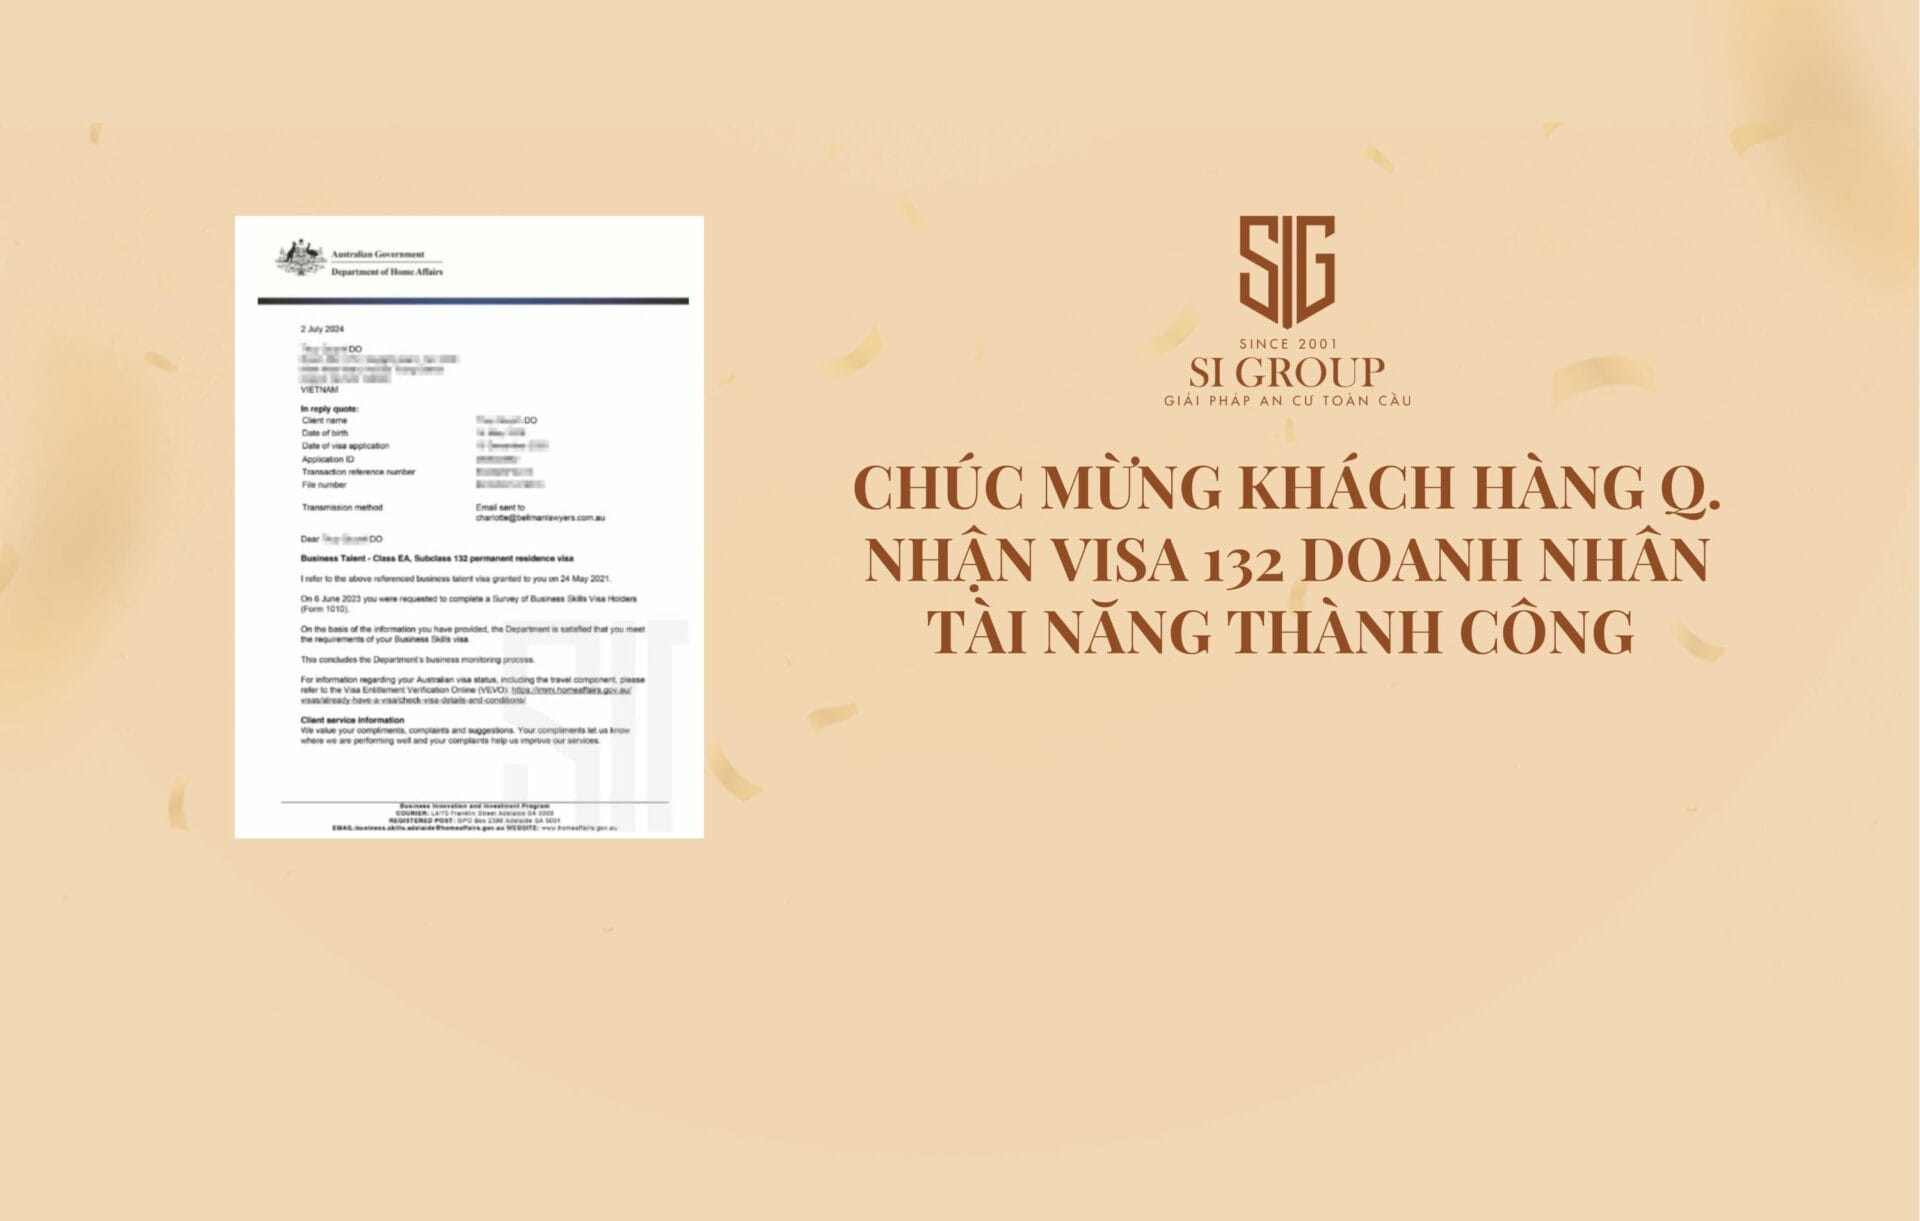 Australian Government
Department of Home Affairs
2 July 2024
DO
VIETNAM
In reply quote:
Client name DO
Date of birth
Date of visa application
Application ID
Transaction reference number
File number
Transmission method Email sent to
charlotte@bellmanlawyers.com.au
Dear DO
Business Talent - Class EA, Subclass 132 permanent residence visa
I refer to the above referenced business talent visa granted to you on 24 May 2021.
On 6 June 2023 you were requested to complete a Survey of Business Skills Visa Holders
(Form 1010).
On the basis of the information you have provided, the Department is satisfied that you meet
the requirements of your Business Skills visa.
This concludes the Department's business monitoring process.
For information regarding your Australian visa status, including the travel component, please
refer to the Visa Entitlement Verification Online (VEVO): https://immi.homeaffairs.gov.au/
visas/already-have-a-visa/check-visa-details-and-conditions/
Client service information
We value your compliments, complaints and suggestions. Your compliments let us know
where we are performing well and your complaints help us improve our services.
Business Innovation and Investment Program
COURIER: L4/70 Franklin Street Adelaide SA 5000
REGISTERED POST: GPO Box 2399 Adelaide SA 5001
EMAIL:business.skills.adelaide@homeaffairs.gov.au WEBSITE: www.homeaffairs.gov.au
SIG
SINCE 2001
SI GROUP
GIẢI PHÁP AN CƯ TOÀN CẦU
CHÚC MỪNG KHÁCH HÀNG Q.
NHẬN VISA 132 DOANH NHÂN
TÀI NĂNG THÀNH CÔNG